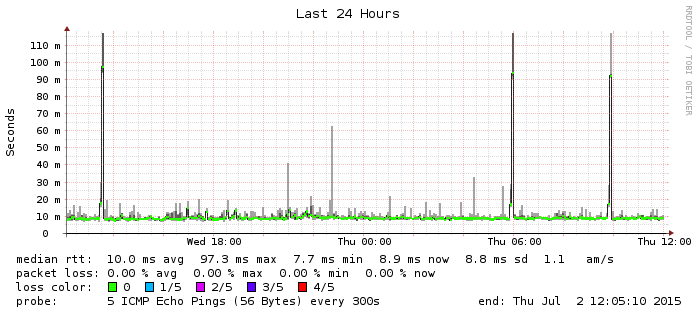 Last 24 Hours
RRDTOOL / TOBI OETIKER
Seconds
110 m
100 m
90 m
80 m
70 m
60 m
50 m
40 m
30 m
20 m
10 m
0
Wed 18:00 Thu 00:00 Thu 06:00 Thu 12:00
median rtt: 10.0 ms avg 97.3 ms max 7.7 ms min 8.9 ms now 8.8 ms sd 1.1 am/s
packet loss: 0.00 % avg 0.00 % max 0.00 % min 0.00 % now
loss color: 0 1/5 2/5 3/5 4/5
probe: 5 ICMP Echo Pings (56 Bytes) every 300s end: Thu Jul 2 12:05:10 2015